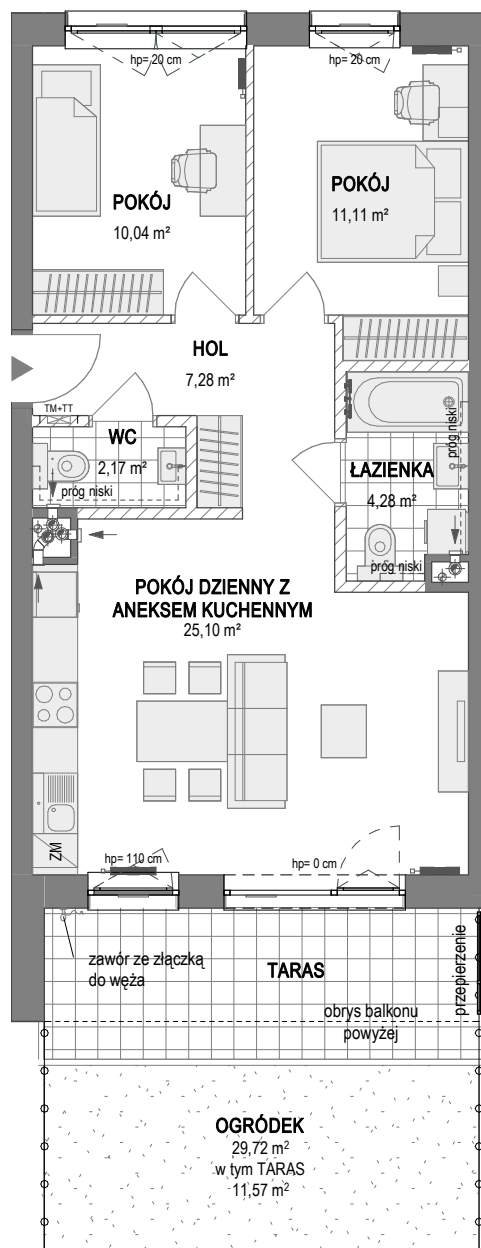 hp= 20 cm
hp= 20 cm
POKÓJ
10,04 m²
POKÓJ
11,11 m²
HOL
7,28 m²
TM+TT
WC
2,17 m²
próg niski
próg niski
ŁAZIENKA
4,28 m²
próg niski
POKÓJ DZIENNY Z
ANEKSEM KUCHENNYM
25,10 m²
ZM
hp= 110 cm
hp= 0 cm
zawór ze złączką
do węża
TARAS
przepierzenie
obrys balkonu
powyżej
OGRÓDEK
29,72 m²
w tym TARAS
11,57 m²